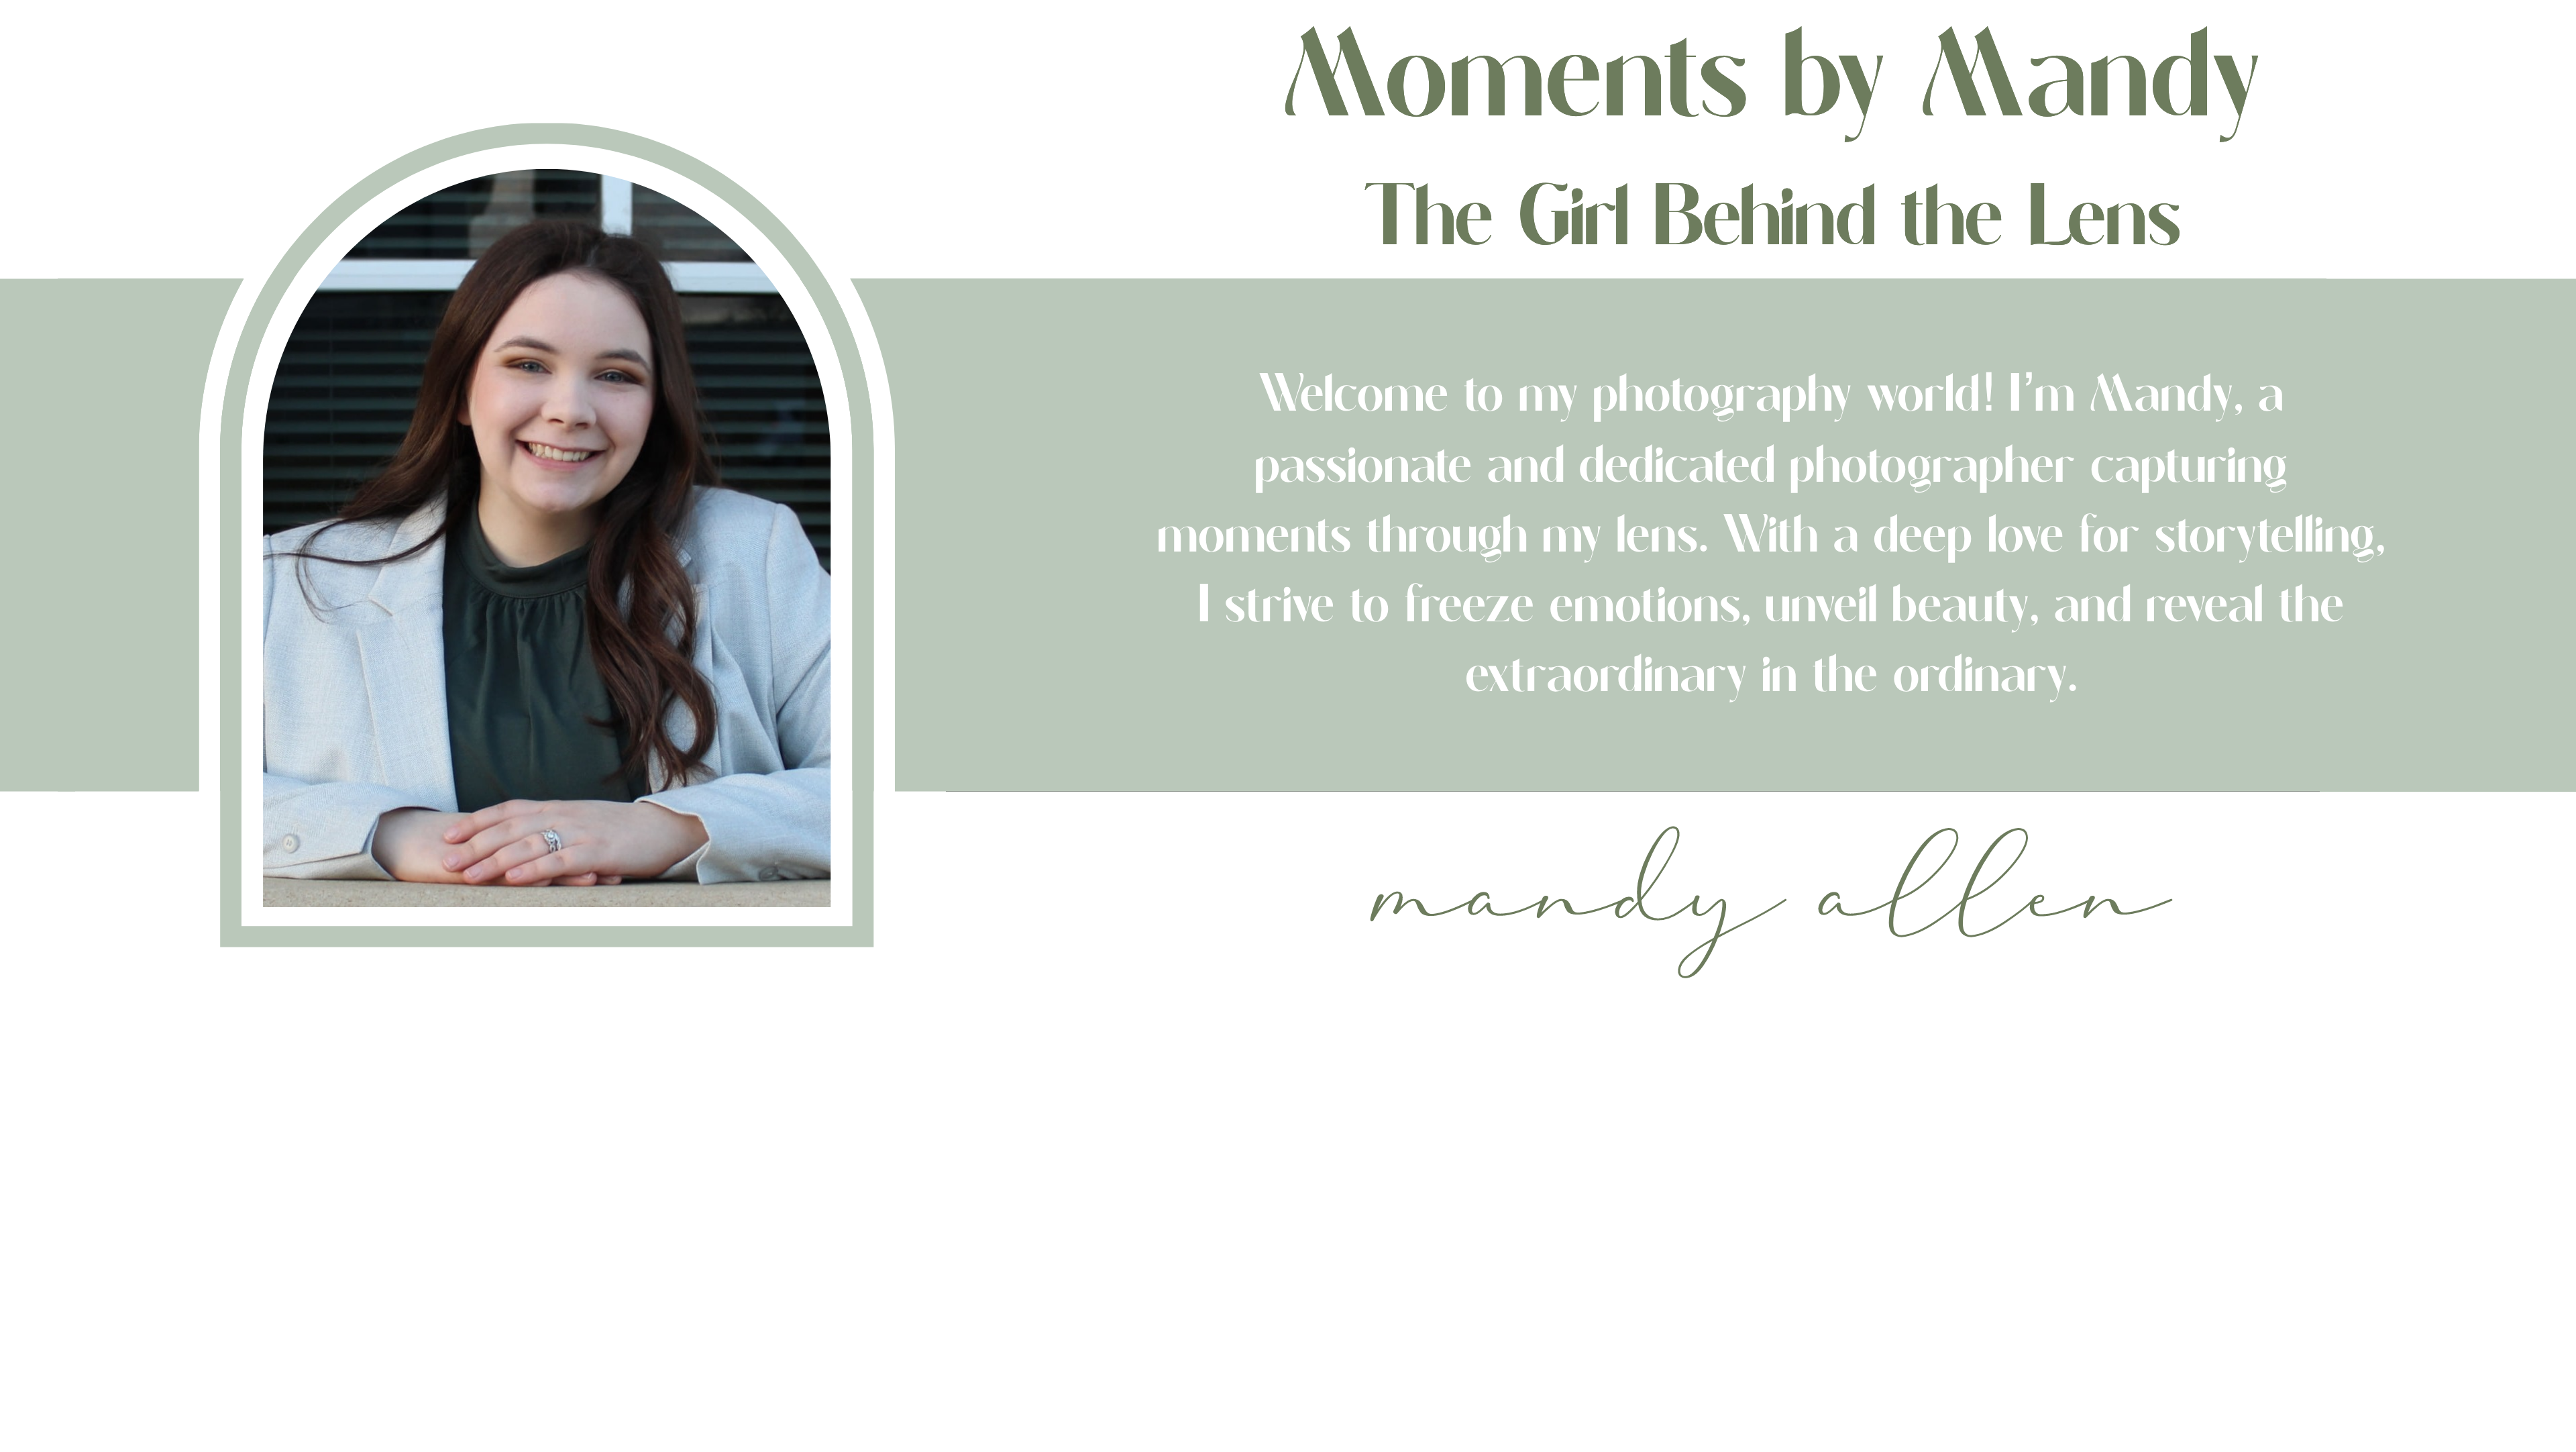 Moments by Mandy
The Girl Behind the Lens
Welcome to my photography world! I’m Mandy, a
passionate and dedicated photographer capturing
moments through my lens. With a deep love for storytelling,
I strive to freeze emotions, unveil beauty, and reveal the
extraordinary in the ordinary.
mandy allen